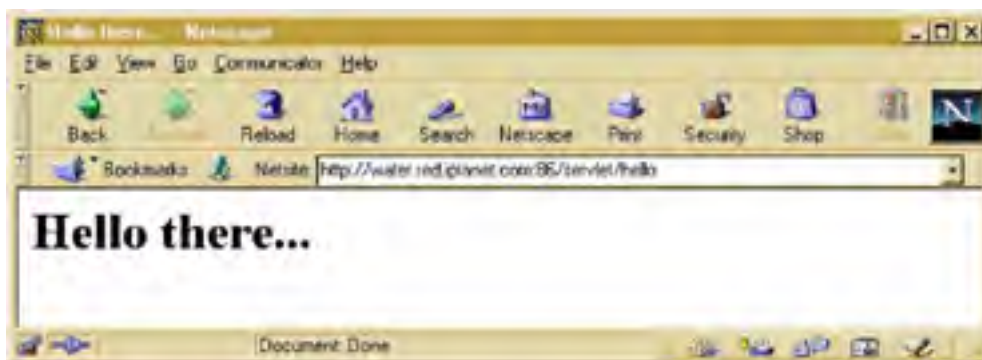 Hello there... Netscape
File Edit View Go Communicator Help
Back Reload Home Search Netscape Print Security Shop
N
Bookmarks Netsite: http://water.red.iplanet.com:86/servlet/hello
Hello there...
Document: Done